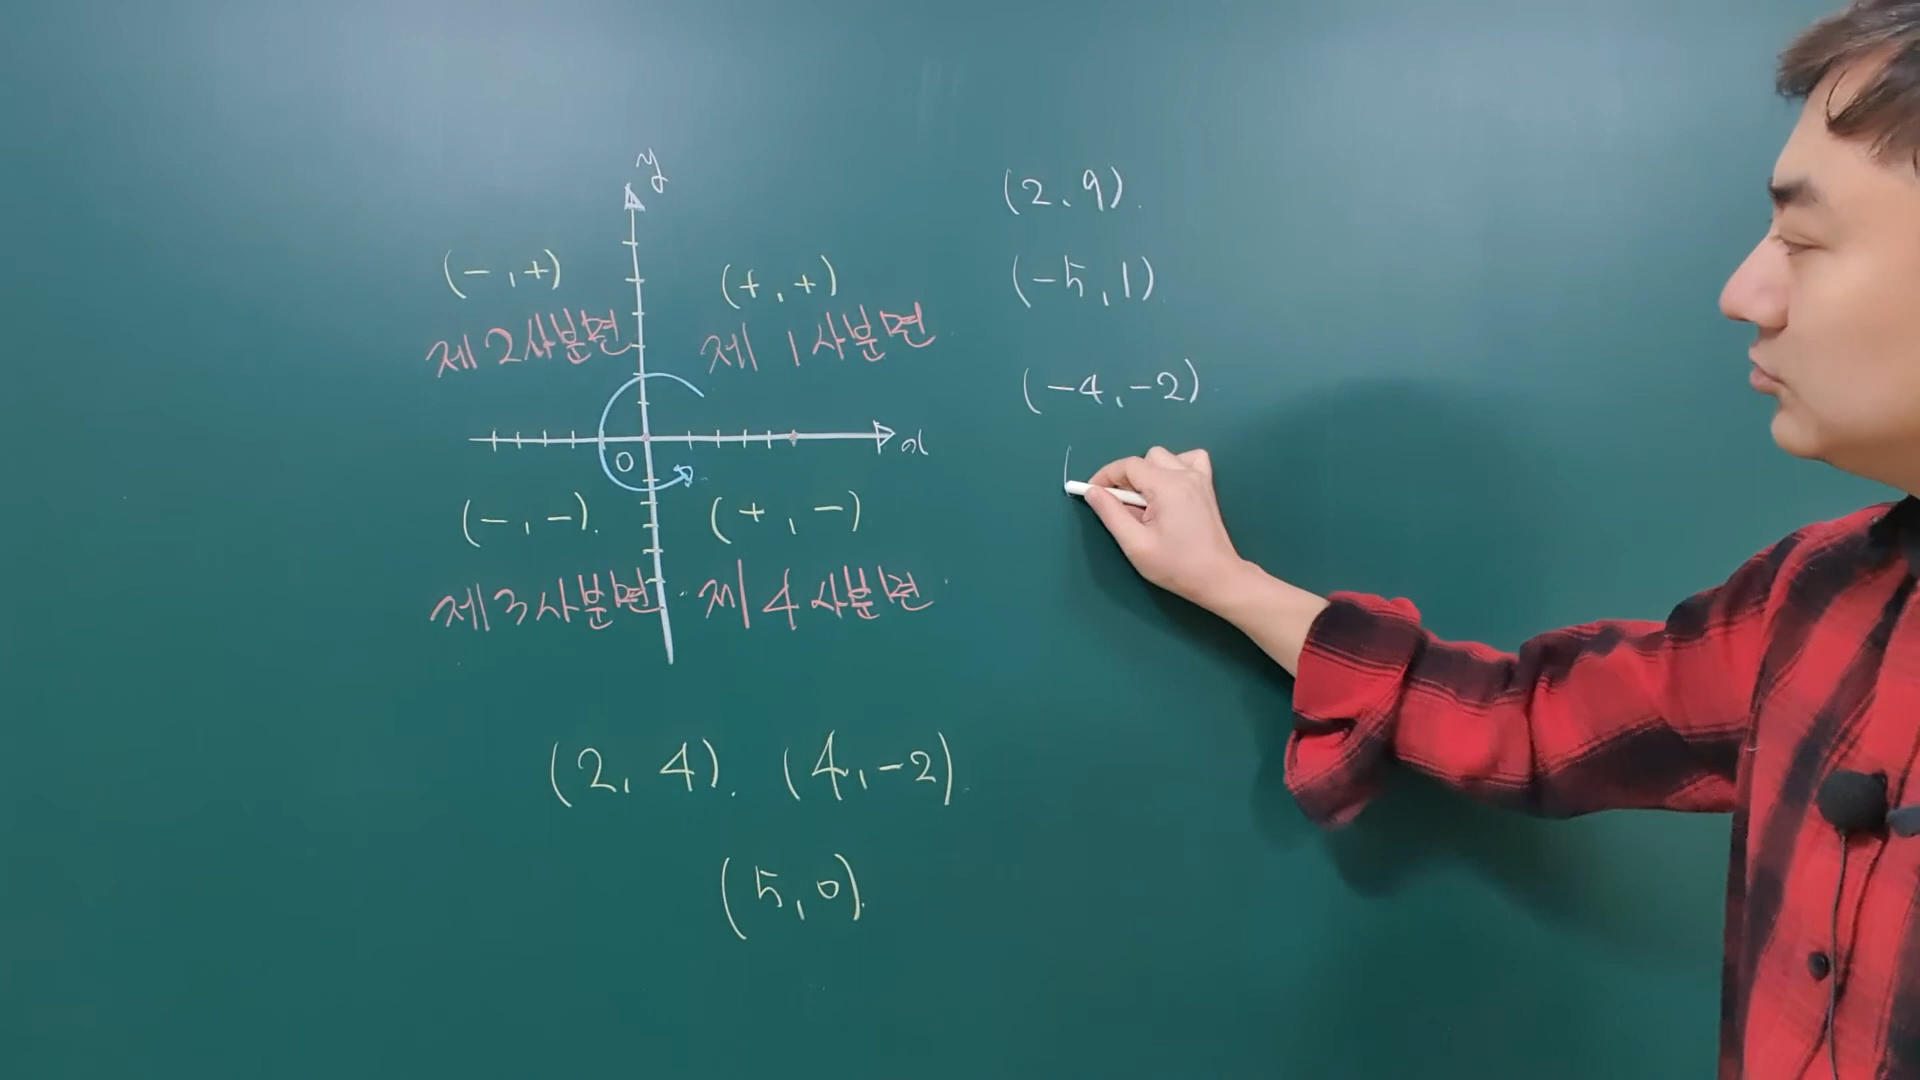 y
(-,+) (+,+)
제2사분면 제1사분면
x
O
(-,-). (+,-)
제3사분면 제4사분면
(2,4). (4,-2).
(5,0).
(2,9).
(-5,1).
(-4,-2).
(